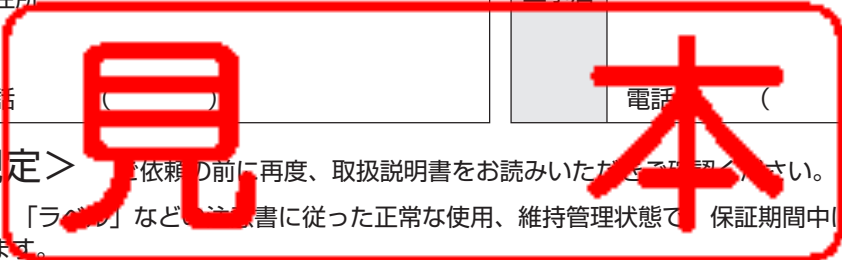 見本
電話 (
定＞ 依頼の前に再度、取扱説明書をお読みいただきご確認ください。
「ラベル」などの注意書に従った正常な使用、維持管理状態で 保証期間中に
ます。